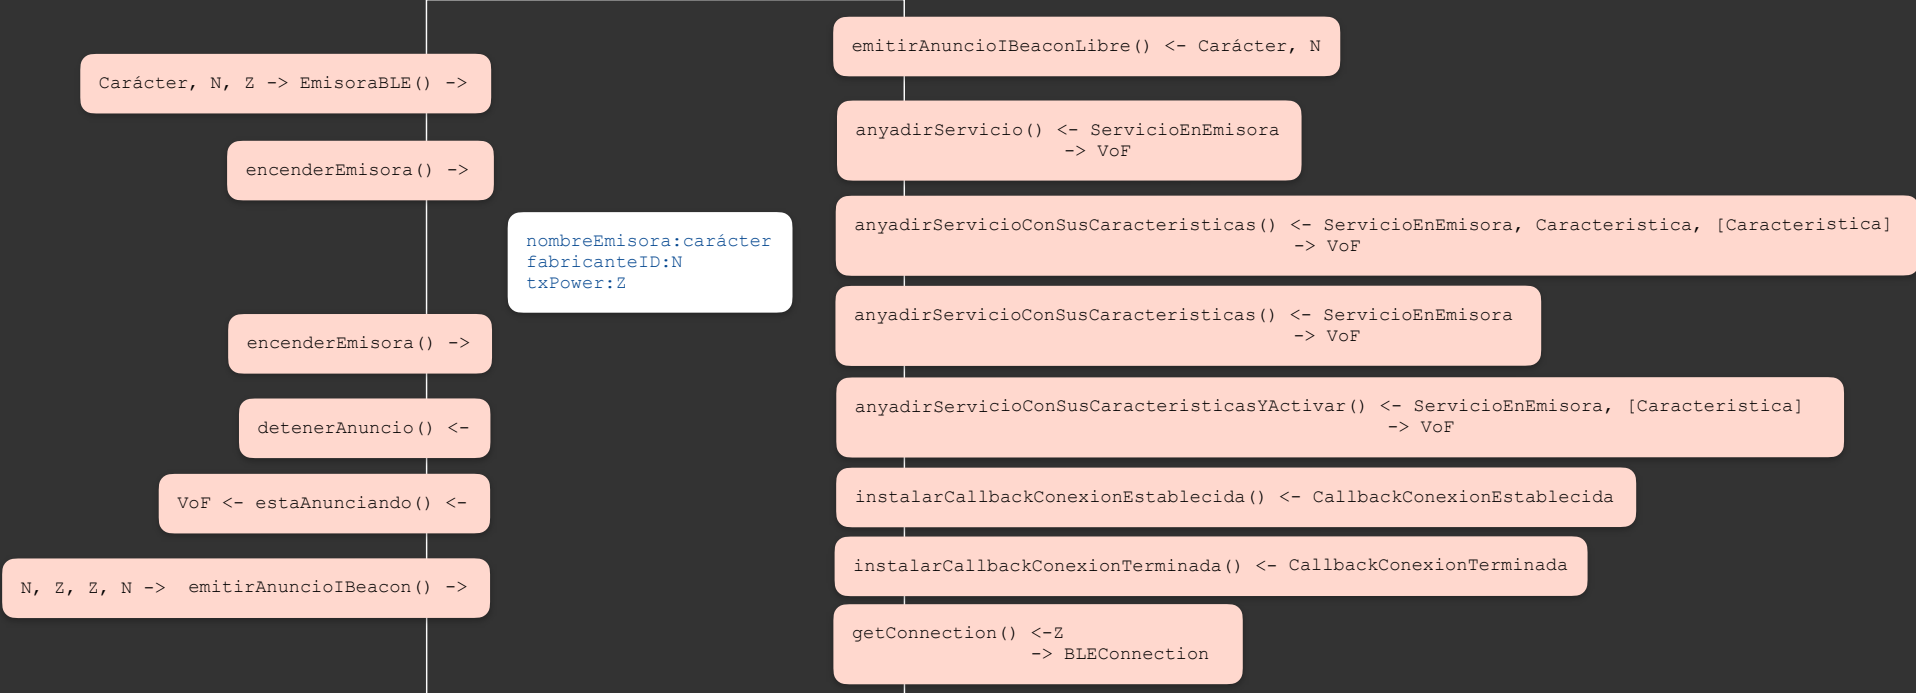 Carácter, N, Z -> EmisoraBLE() ->
encenderEmisora() ->
nombreEmisora:carácter
fabricanteID:N
txPower:Z
encenderEmisora() ->
detenerAnuncio() <-
VoF <- estaAnunciando() <-
N, Z, Z, N ->  emitirAnuncioIBeacon() ->
emitirAnuncioIBeaconLibre() <- Carácter, N
anyadirServicio() <- ServicioEnEmisora
-> VoF
anyadirServicioConSusCaracteristicas() <- ServicioEnEmisora, Caracteristica, [Caracteristica]
-> VoF
anyadirServicioConSusCaracteristicas() <- ServicioEnEmisora
-> VoF
anyadirServicioConSusCaracteristicasYActivar() <- ServicioEnEmisora, [Caracteristica]
-> VoF
instalarCallbackConexionEstablecida() <- CallbackConexionEstablecida
instalarCallbackConexionTerminada() <- CallbackConexionTerminada
getConnection() <-Z
-> BLEConnection